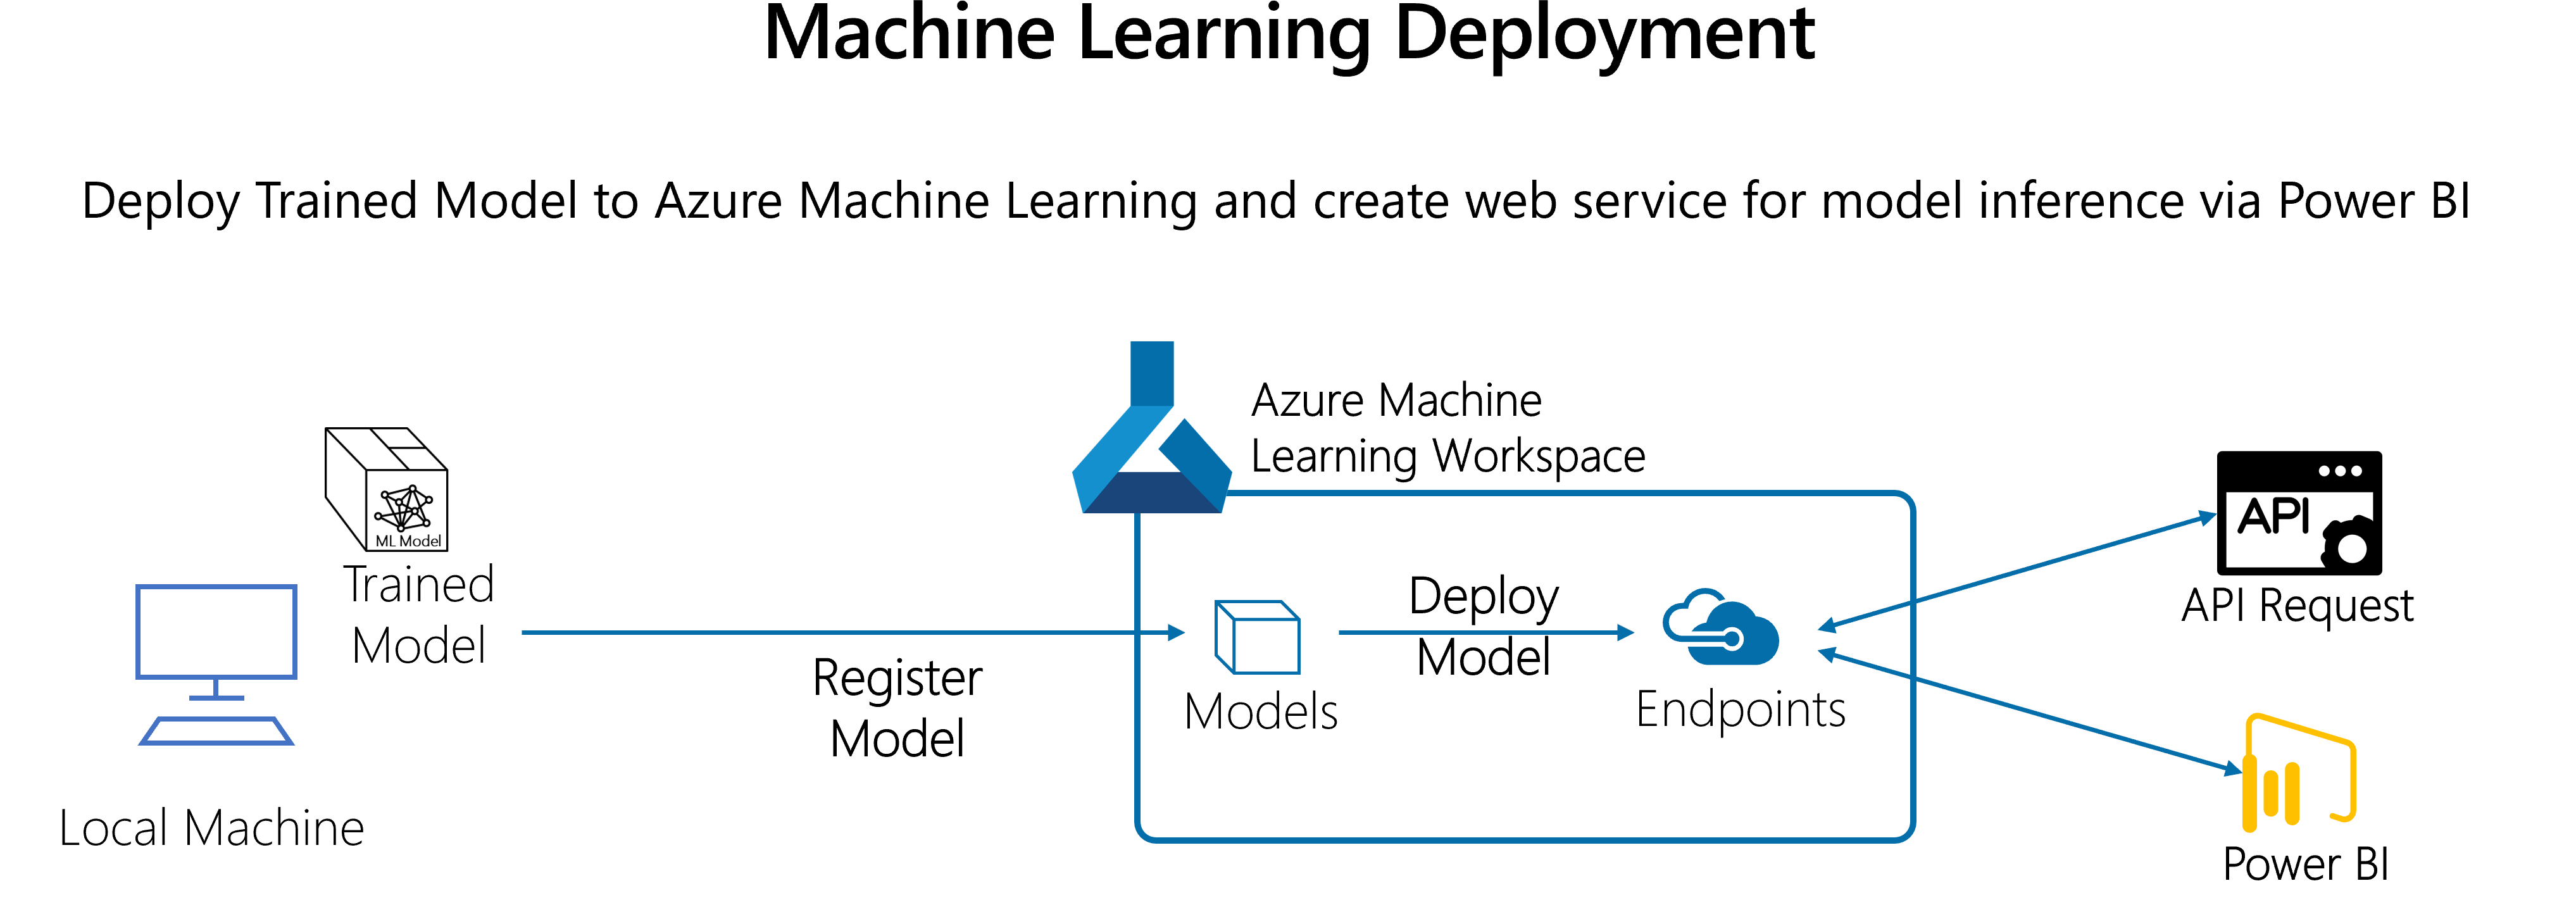 Machine Learning Deployment
Deploy Trained Model to Azure Machine Learning and create web service for model inference via Power BI
ML Model
Trained
Model
Local Machine
Register
Model
Azure Machine
Learning Workspace
Models
Deploy
Model
Endpoints
API
API Request
Power BI